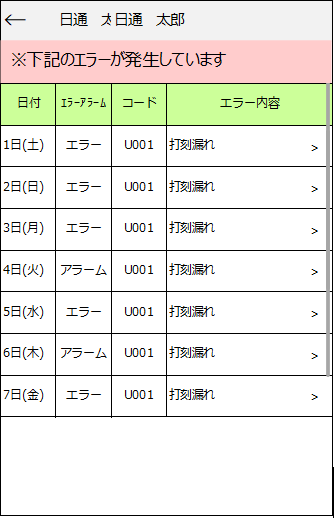 ← 日通 太日通 太郎
※下記のエラーが発生しています
日付 ｴﾗｰｱﾗｰﾑ コード エラー内容
1日(土) エラー U001 打刻漏れ >
2日(日) エラー U001 打刻漏れ >
3日(月) エラー U001 打刻漏れ >
4日(火) アラーム U001 打刻漏れ >
5日(水) エラー U001 打刻漏れ >
6日(木) アラーム U001 打刻漏れ >
7日(金) エラー U001 打刻漏れ >